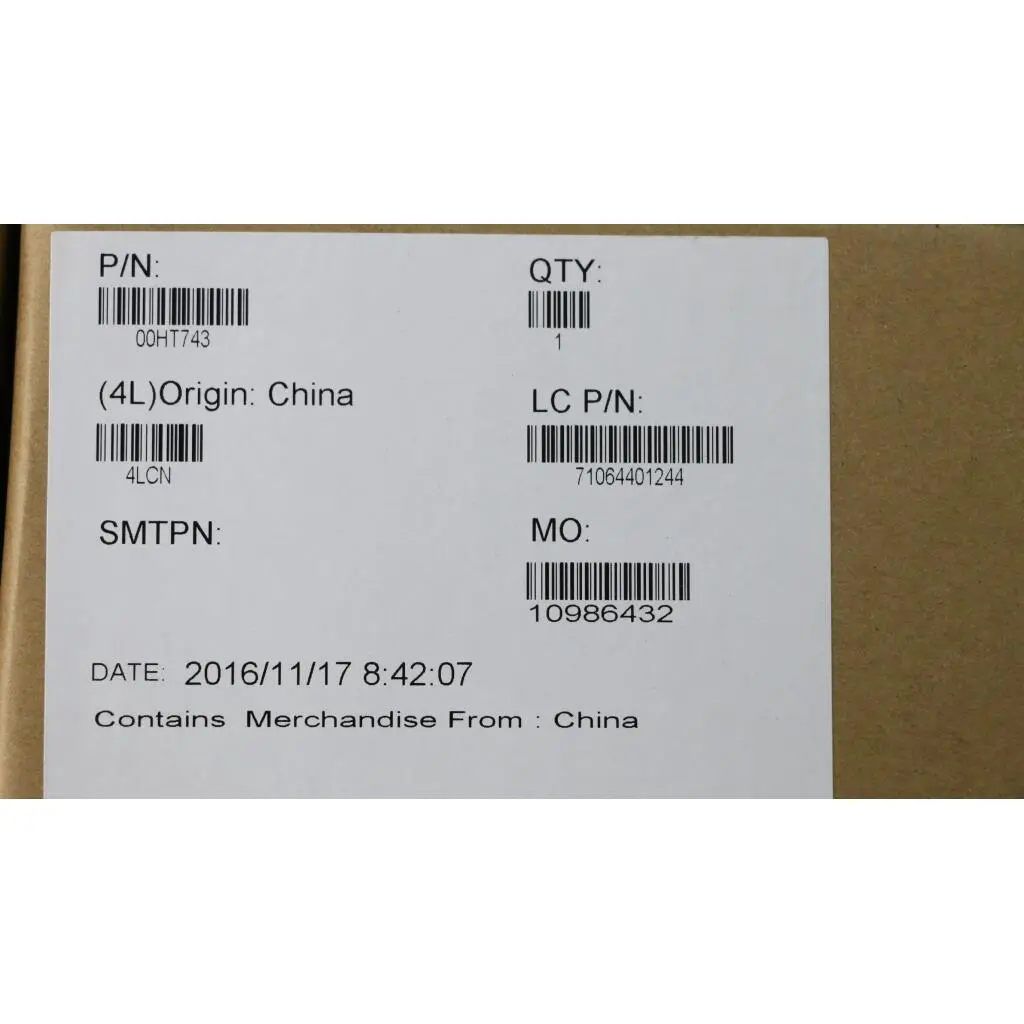 P/N:
00HT743
QTY:
1
(4L)Origin: China
4LCN
LC P/N:
71064401244
SMTPN:
MO:
10986432
DATE: 2016/11/17 8:42:07
Contains Merchandise From : China